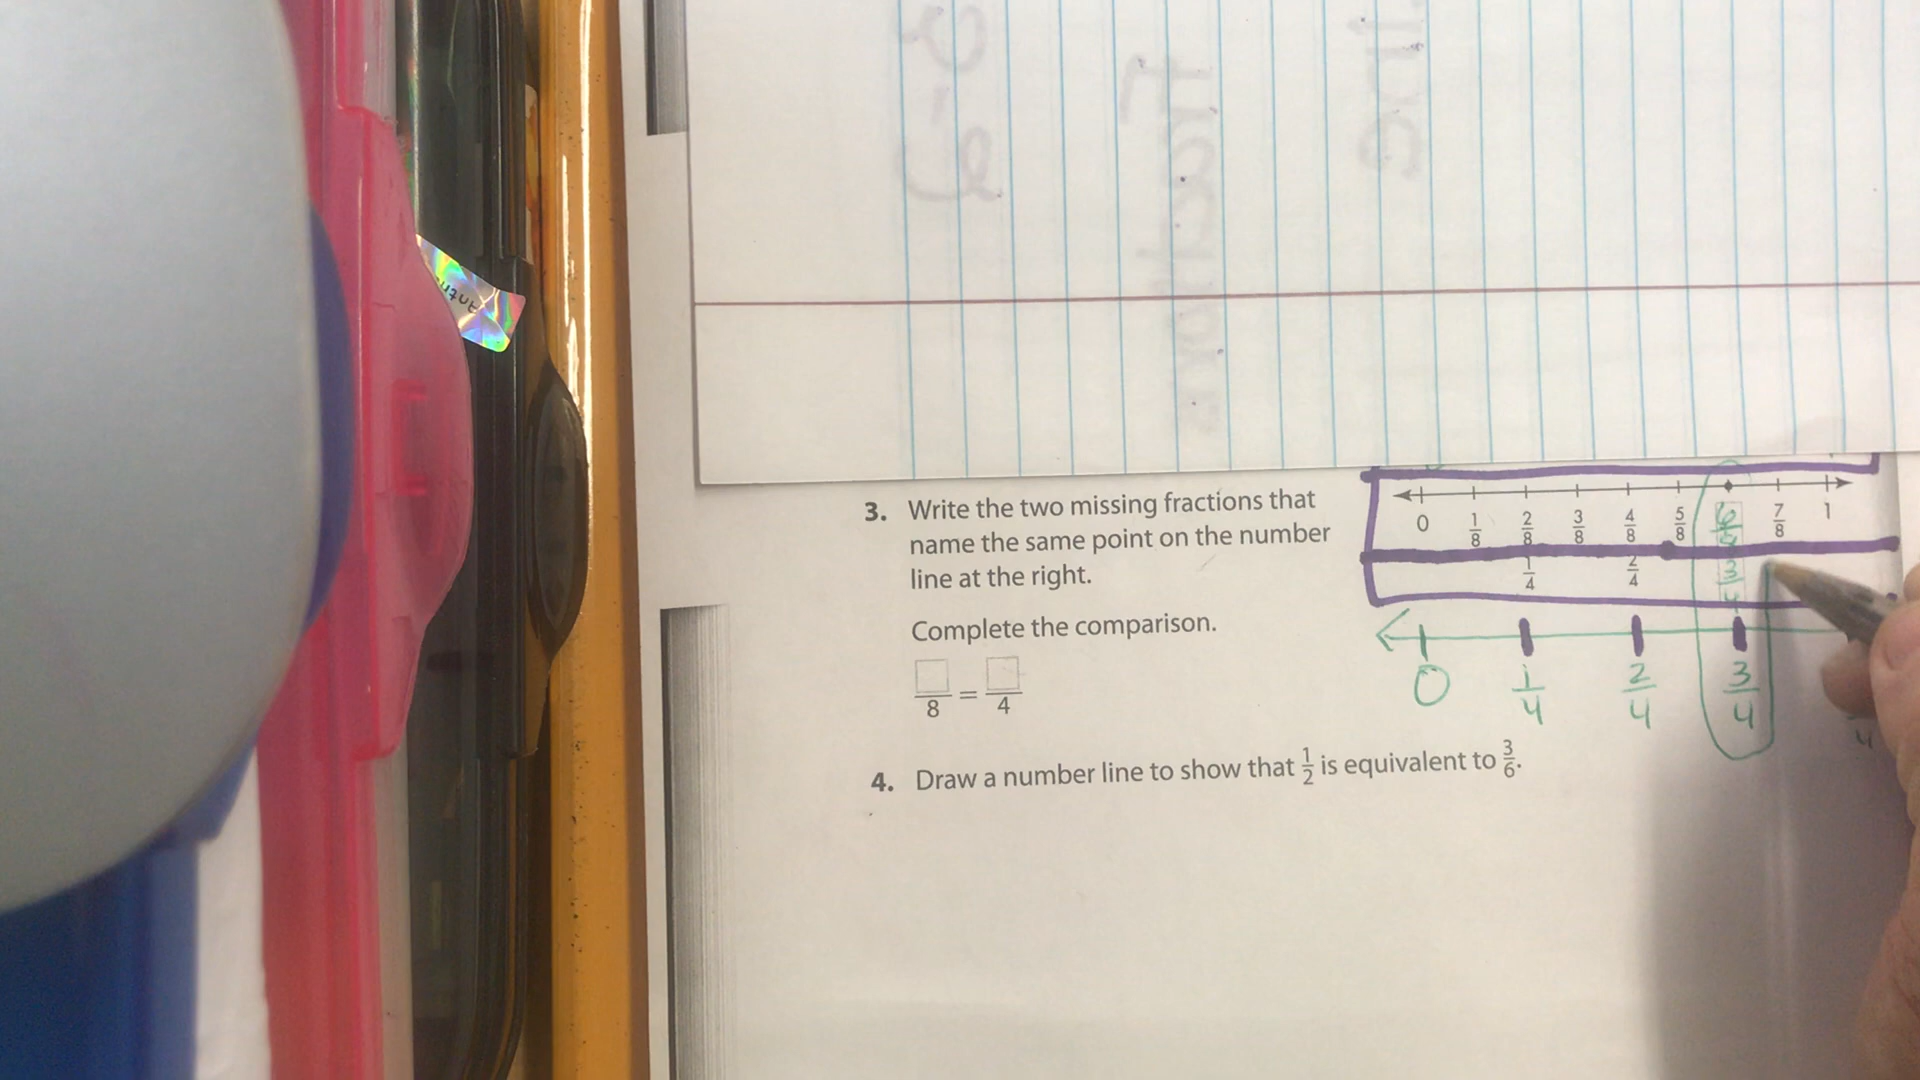 3. Write the two missing fractions that
name the same point on the number
line at the right.
Complete the comparison.
□/8 = □/4
0 1/8 2/8 3/8 4/8 5/8 6/8 7/8 1
1/4 2/4 3/4
0 1/4 2/4 3/4
4. Draw a number line to show that 1/2 is equivalent to 3/6.